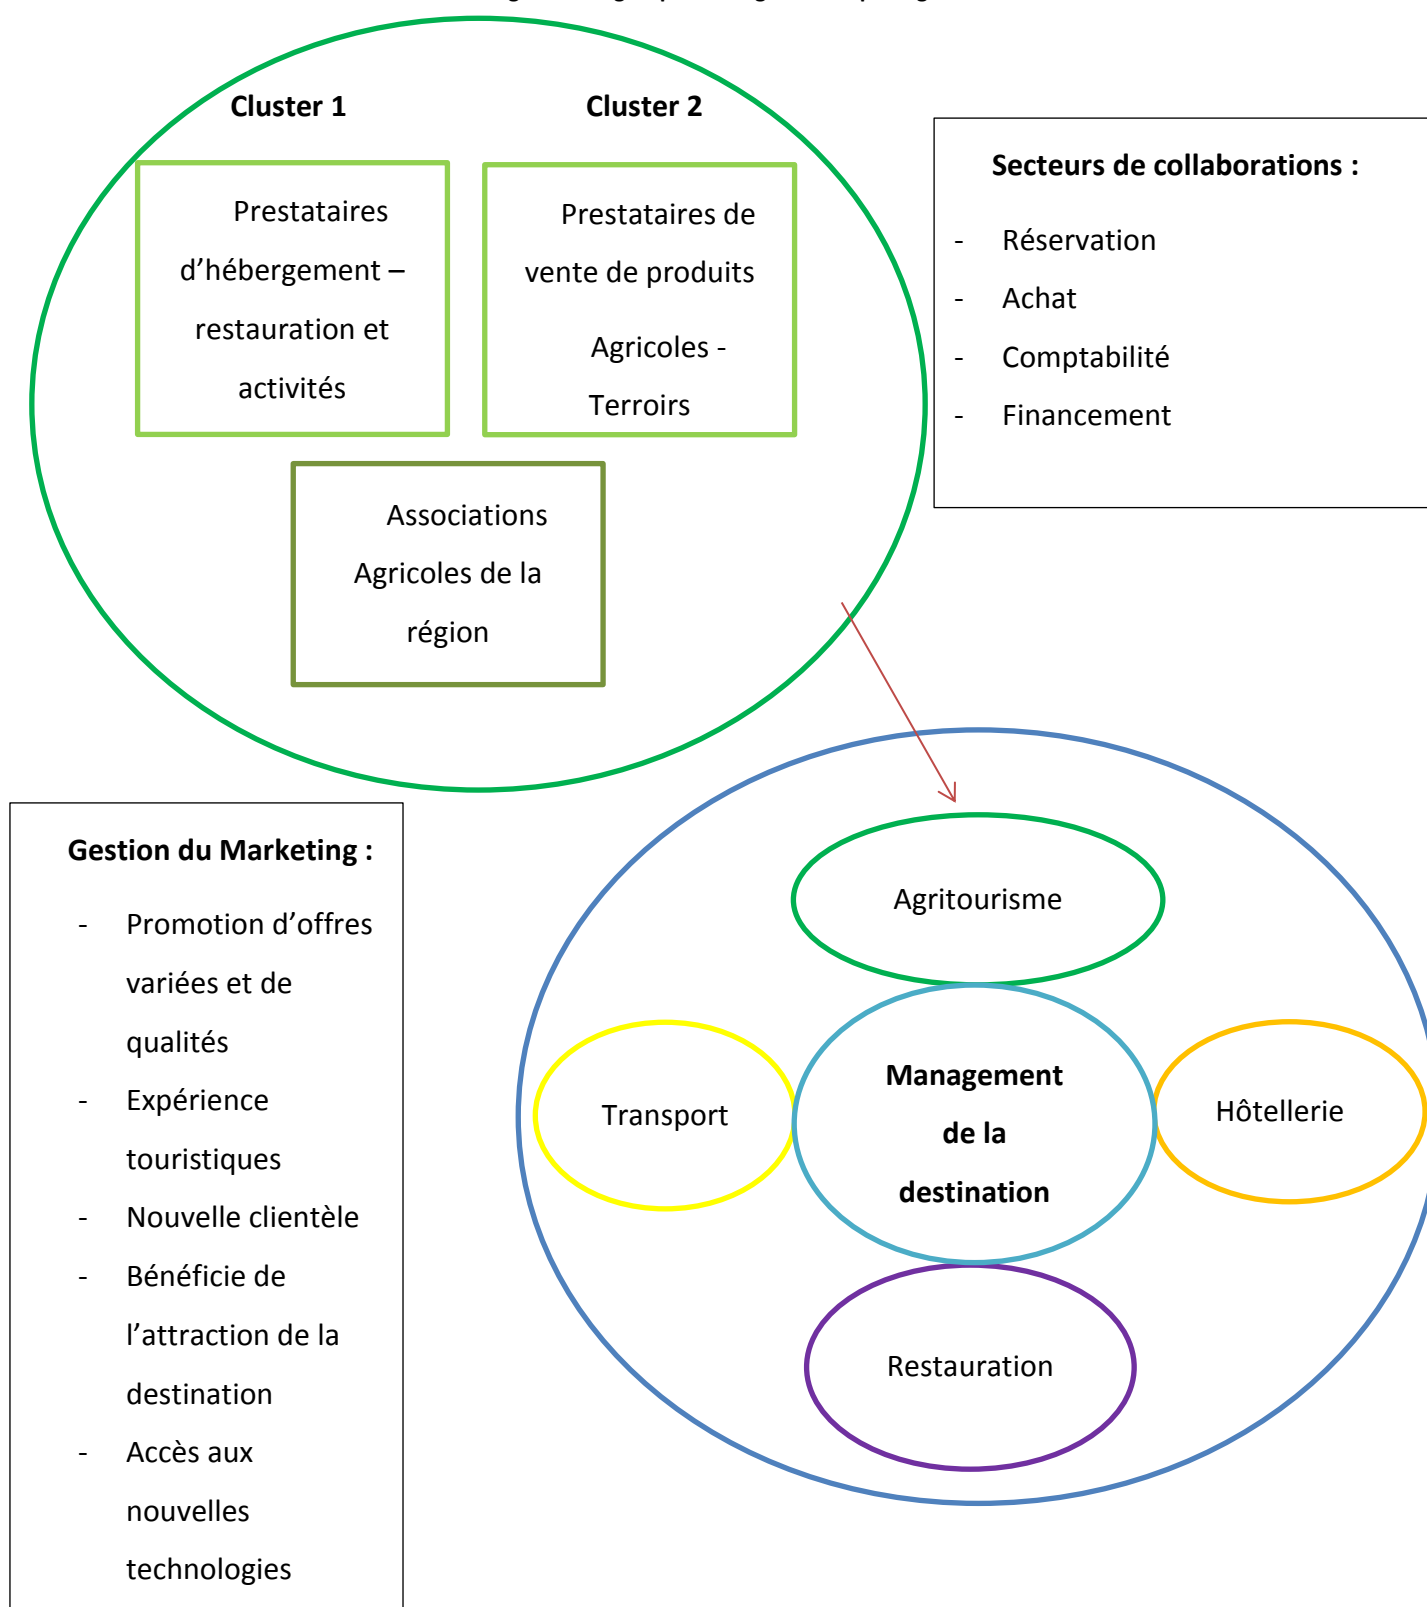 Cluster 1
Cluster 2
Prestataires
d’hébergement –
restauration et
activités
Prestataires de
vente de produits
Agricoles -
Terroirs
Associations
Agricoles de la
région
Secteurs de collaborations :
- Réservation
- Achat
- Comptabilité
- Financement
Gestion du Marketing :
- Promotion d’offres
variées et de
qualités
- Expérience
touristiques
- Nouvelle clientèle
- Bénéficie de
l’attraction de la
destination
- Accès aux
nouvelles
technologies
Agritourisme
Transport
Management
de la
destination
Hôtellerie
Restauration